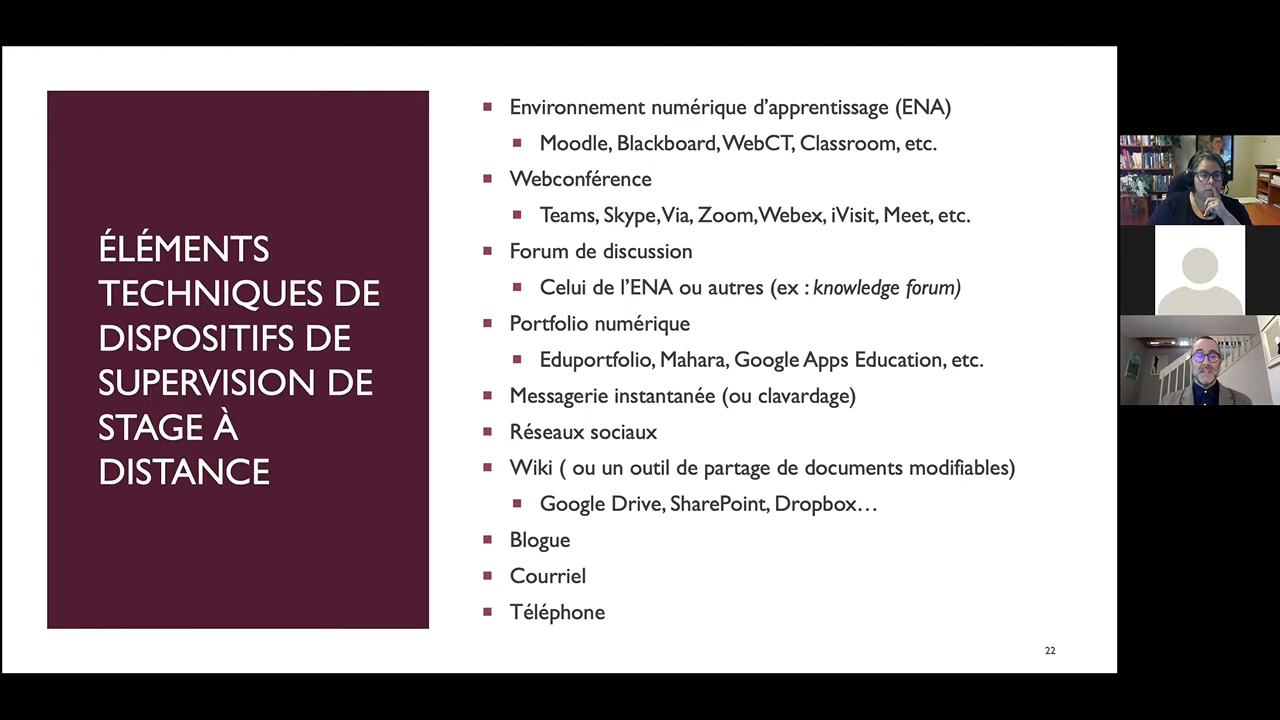 ÉLÉMENTS
TECHNIQUES DE
DISPOSITIFS DE
SUPERVISION DE
STAGE À
DISTANCE
Environnement numérique d’apprentissage (ENA)
Moodle, Blackboard, WebCT, Classroom, etc.
Webconférence
Teams, Skype, Via, Zoom, Webex, iVisit, Meet, etc.
Forum de discussion
Celui de l’ENA ou autres (ex : knowledge forum)
Portfolio numérique
Eduportfolio, Mahara, Google Apps Education, etc.
Messagerie instantanée (ou clavardage)
Réseaux sociaux
Wiki ( ou un outil de partage de documents modifiables)
Google Drive, SharePoint, Dropbox…
Blogue
Courriel
Téléphone
22